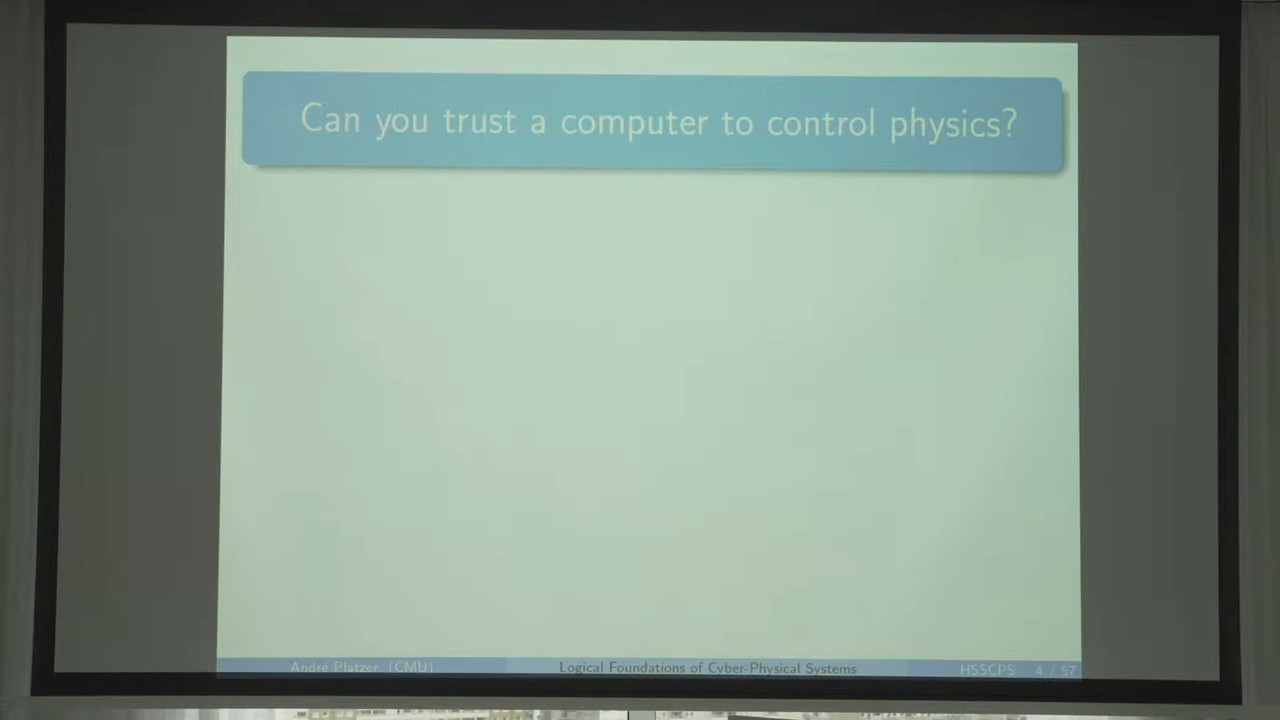 Can you trust a computer to control physics?
André Platzer (CMU) Logical Foundations of Cyber-Physical Systems HSSCPS 4 / 57